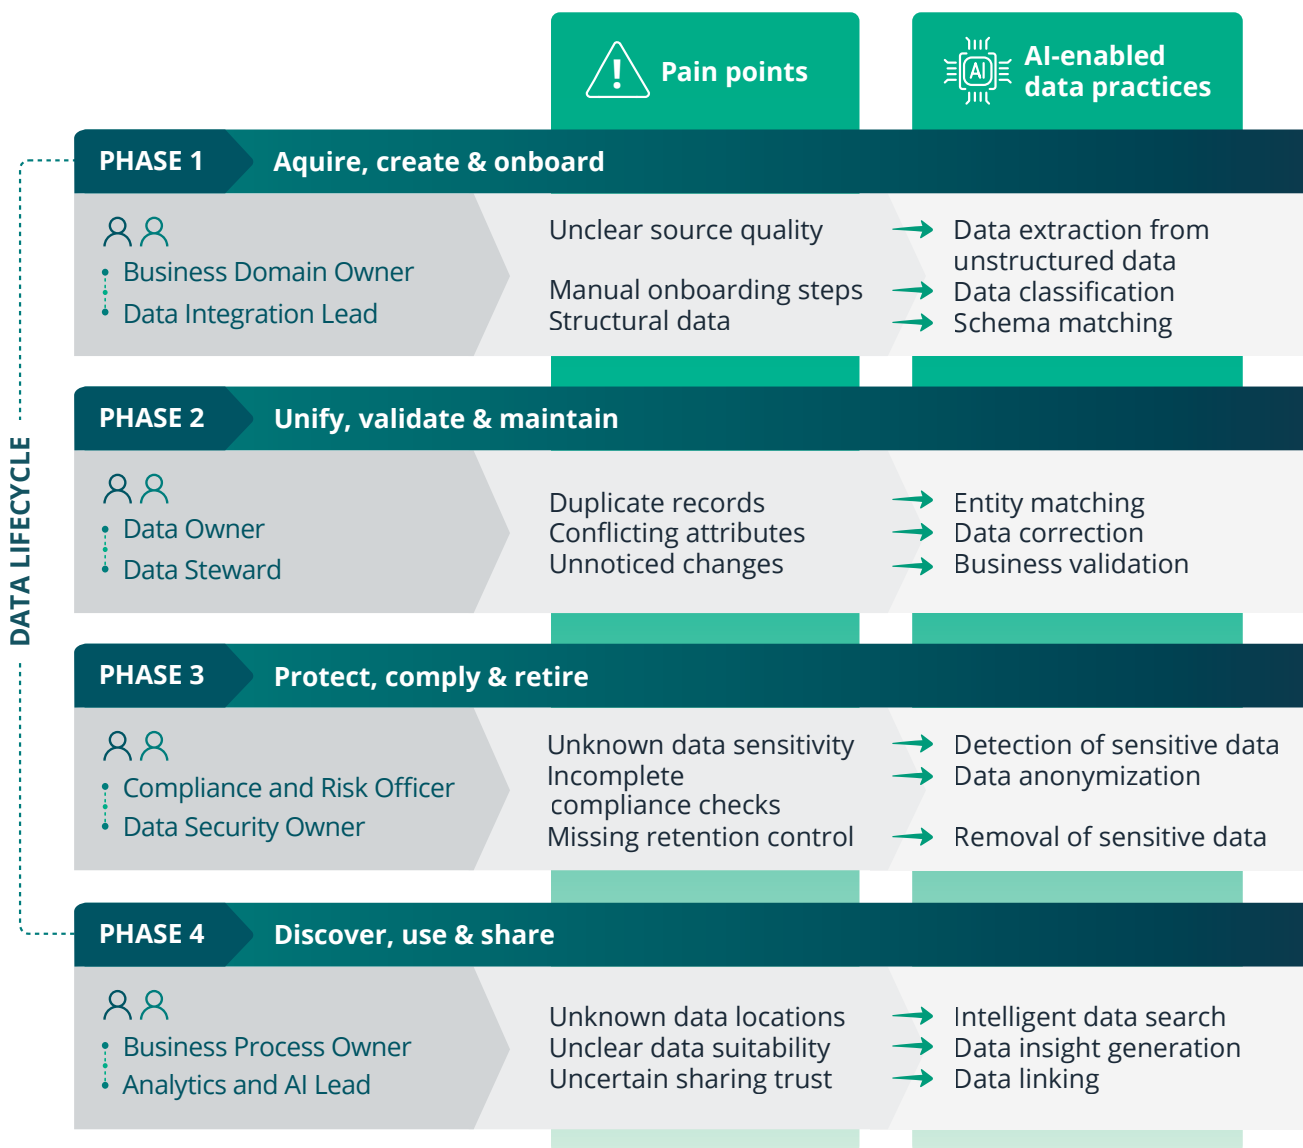 Pain points
AI
AI-enabled
data practices
DATA LIFECYCLE
PHASE 1
Aquire, create & onboard
Business Domain Owner
Data Integration Lead
Unclear source quality
Manual onboarding steps
Structural data
Data extraction from
unstructured data
Data classification
Schema matching
PHASE 2
Unify, validate & maintain
Data Owner
Data Steward
Duplicate records
Conflicting attributes
Unnoticed changes
Entity matching
Data correction
Business validation
PHASE 3
Protect, comply & retire
Compliance and Risk Officer
Data Security Owner
Unknown data sensitivity
Incomplete
compliance checks
Missing retention control
Detection of sensitive data
Data anonymization
Removal of sensitive data
PHASE 4
Discover, use & share
Business Process Owner
Analytics and AI Lead
Unknown data locations
Unclear data suitability
Uncertain sharing trust
Intelligent data search
Data insight generation
Data linking